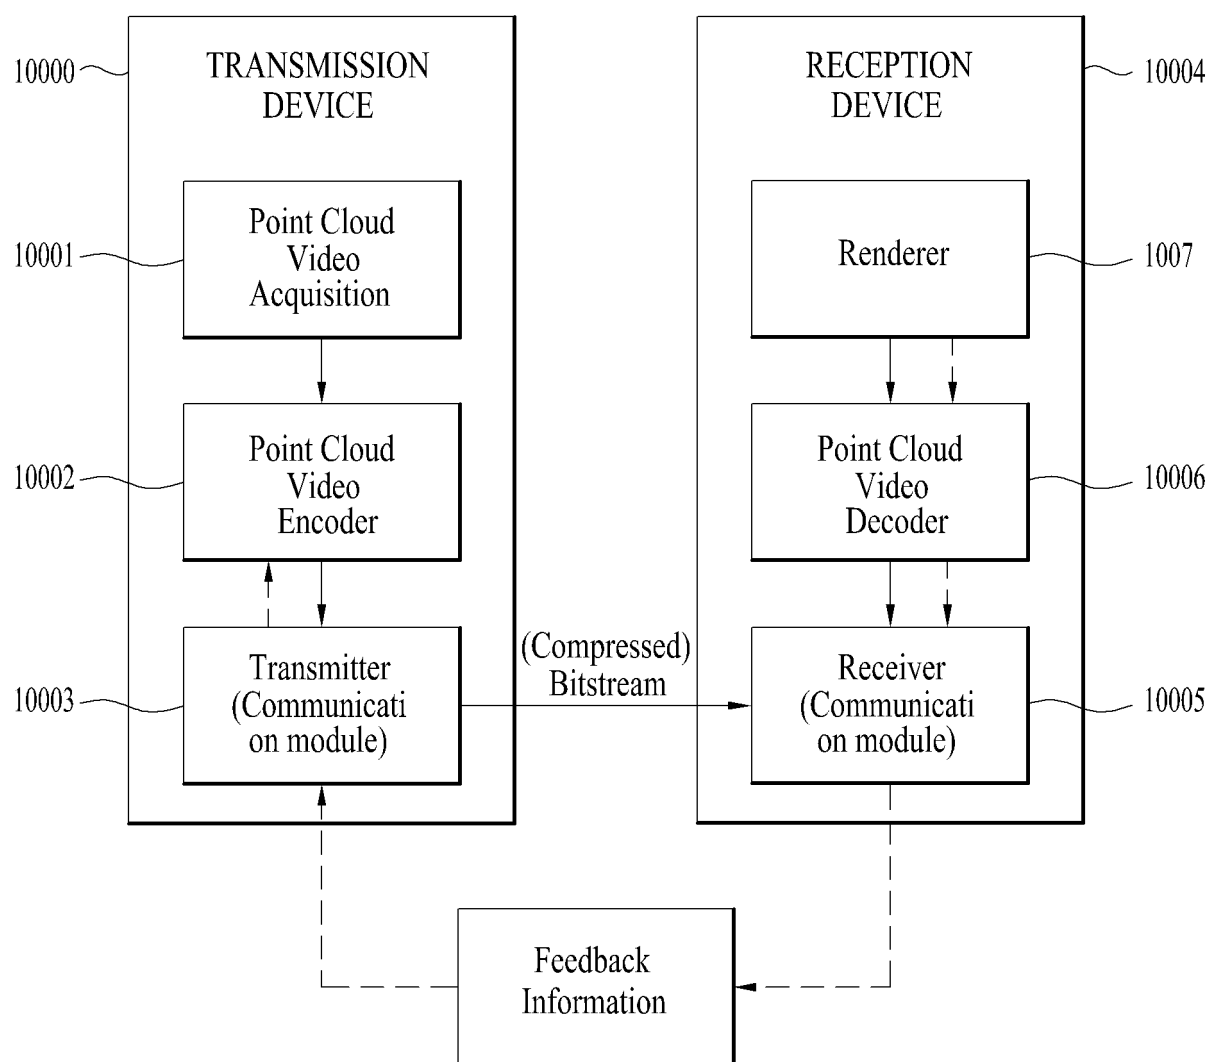 10000
TRANSMISSION
DEVICE
10001
Point Cloud
Video
Acquisition
10002
Point Cloud
Video
Encoder
10003
Transmitter
(Communicati
on module)
(Compressed)
Bitstream
RECEPTION
DEVICE
10004
Renderer
1007
Point Cloud
Video
Decoder
10006
Receiver
(Communicati
on module)
10005
Feedback
Information